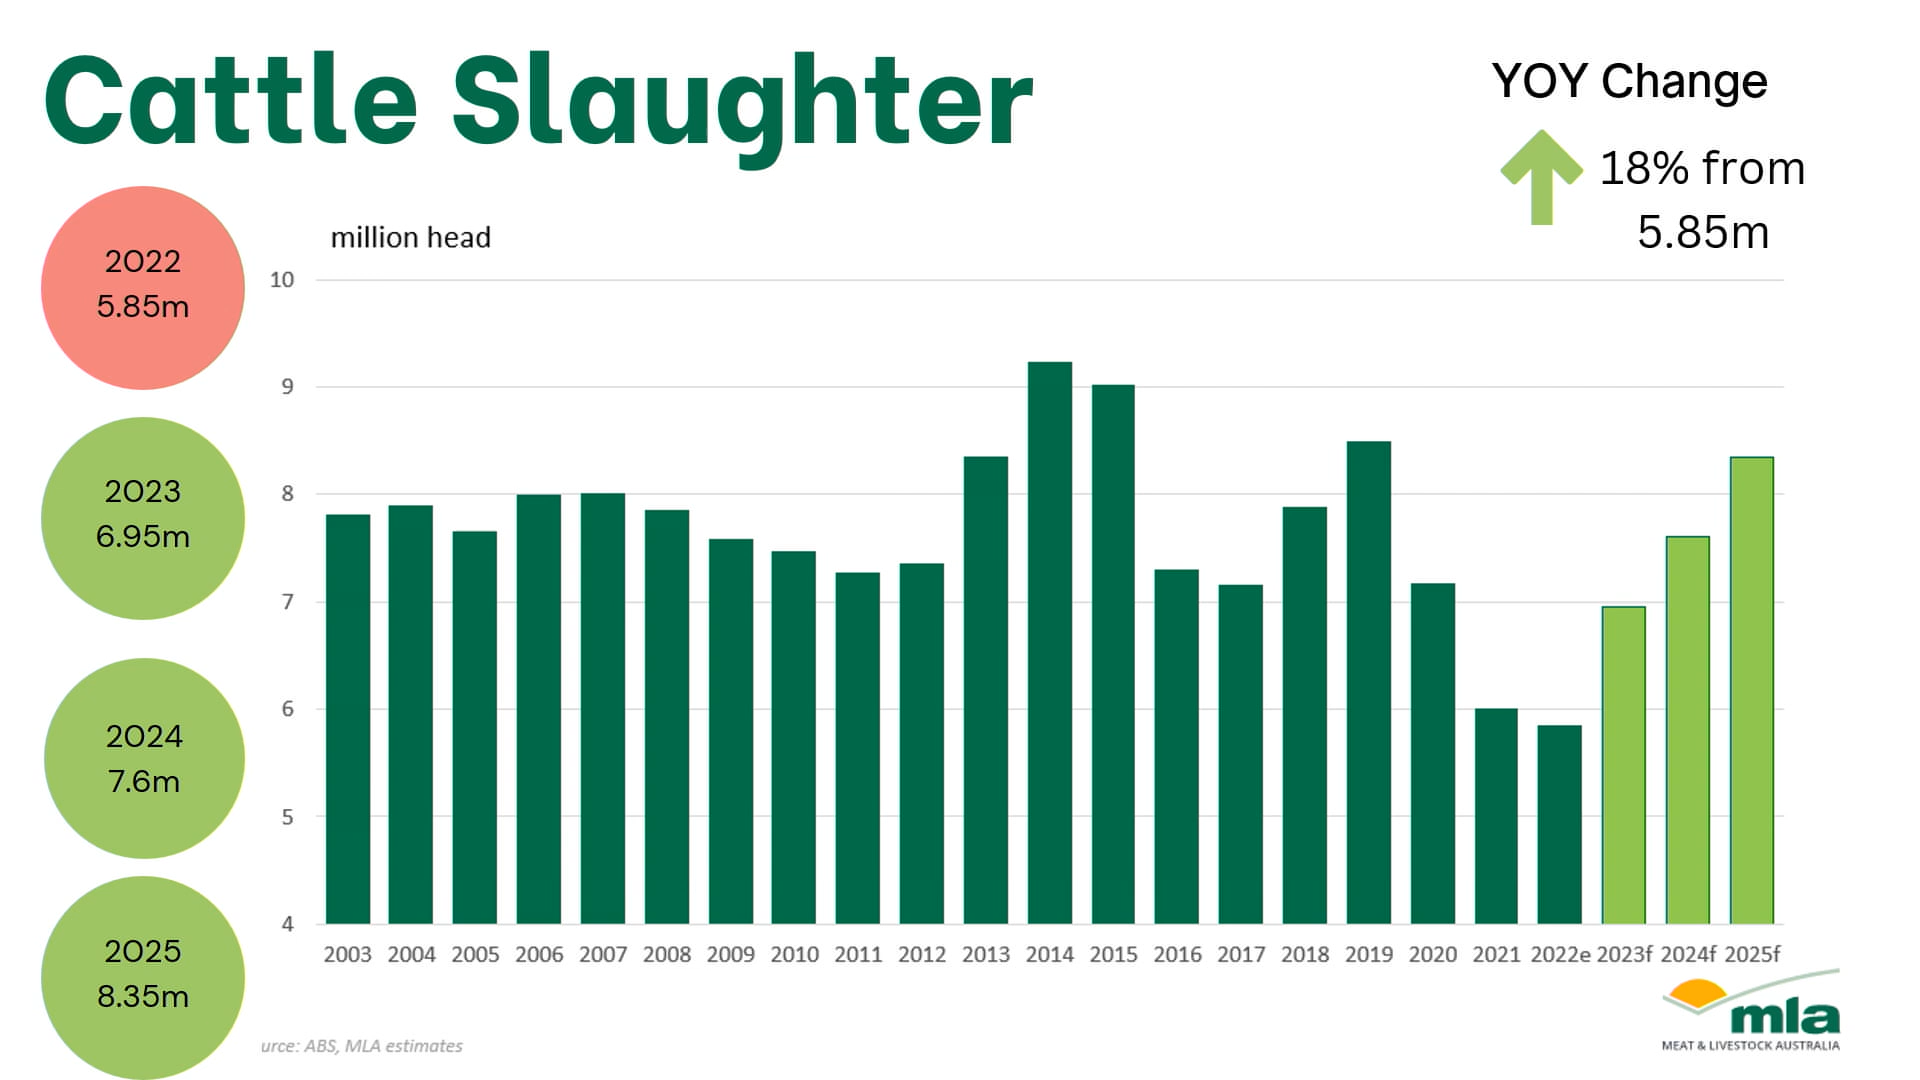 Cattle Slaughter
YOY Change
18% from
5.85m
2022
5.85m
2023
6.95m
2024
7.6m
2025
8.35m
million head
10
9
8
7
6
5
4
2003 2004 2005 2006 2007 2008 2009 2010 2011 2012 2013 2014 2015 2016 2017 2018 2019 2020 2021 2022e 2023f 2024f 2025f
urce: ABS, MLA estimates
mla
MEAT & LIVESTOCK AUSTRALIA